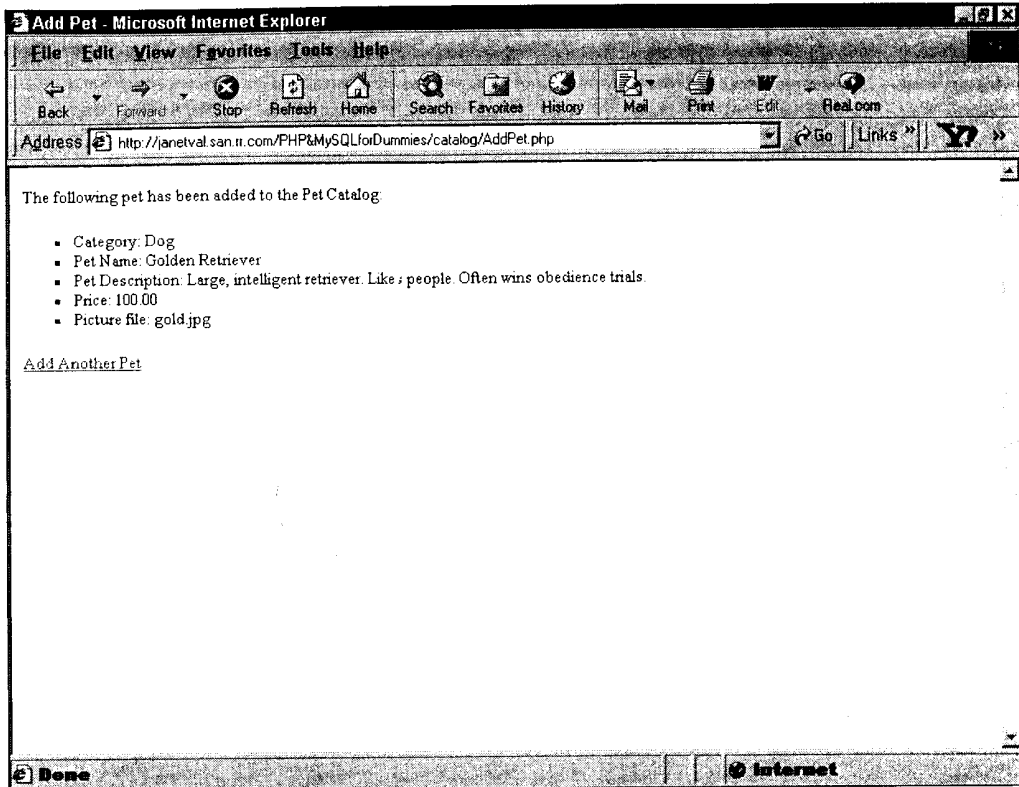 Add Pet - Microsoft Internet Explorer
File Edit View Favorites Tools Help
Back Forward Stop Refresh Home Search Favorites History Mail Print Edit Real.com
Address http://janetval.san.rr.com/PHP&MySQLforDummies/catalog/AddPet.php Go Links » Y? »
The following pet has been added to the Pet Catalog:
Category: Dog
Pet Name: Golden Retriever
Pet Description: Large, intelligent retriever. Likes people. Often wins obedience trials.
Price: 100.00
Picture file: gold.jpg
Add Another Pet
Done Internet